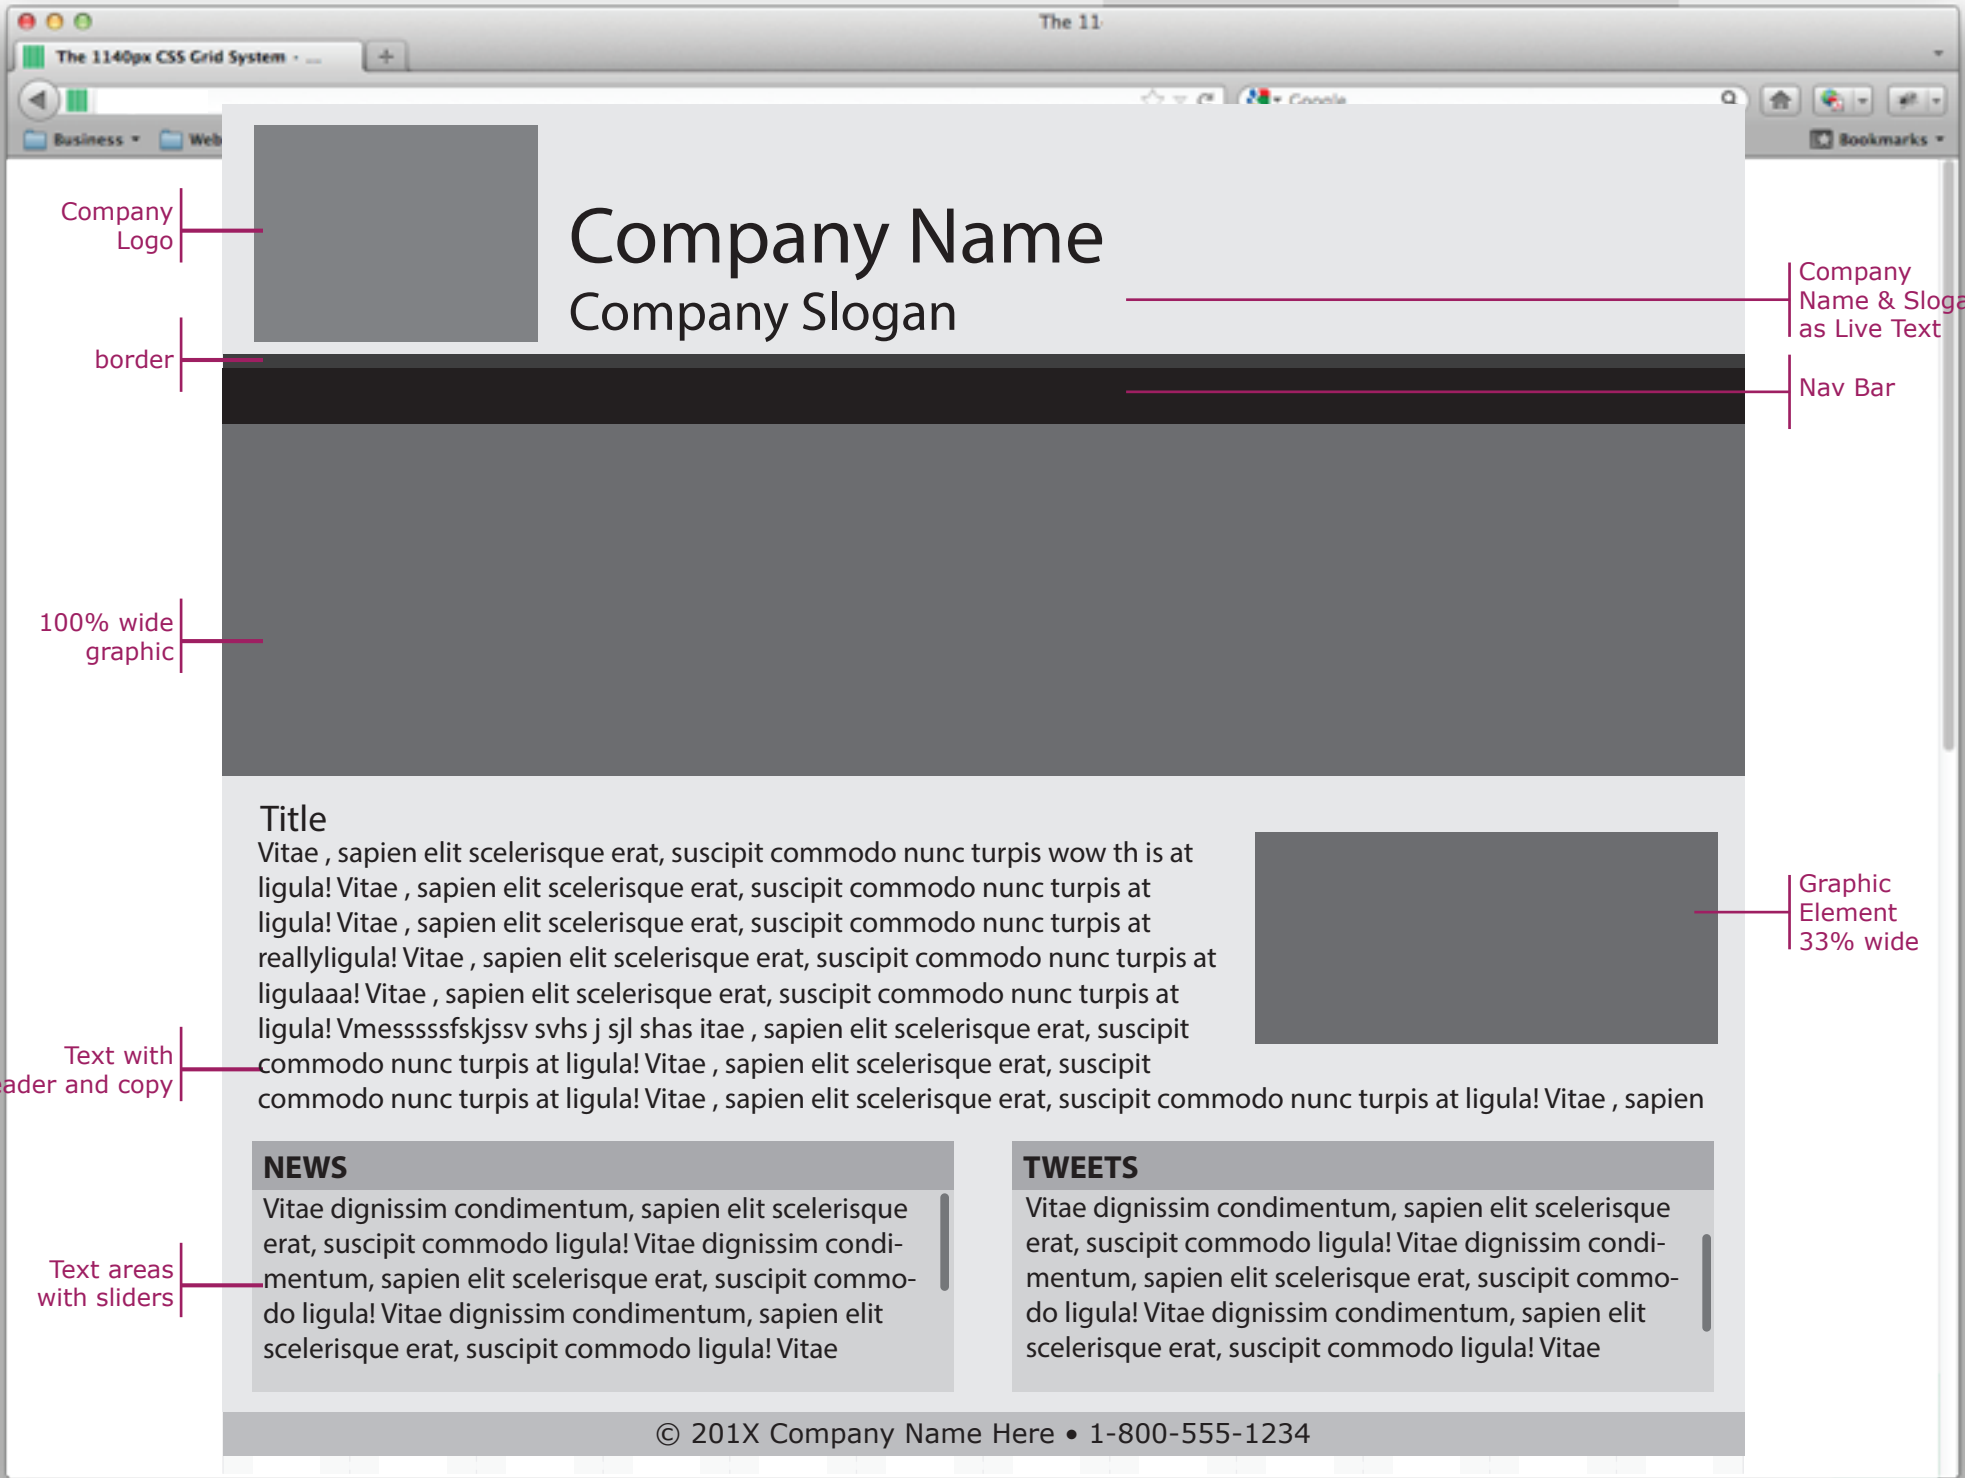 The 11
The 1140px CSS Grid System - ...
Google
Business
Web
Bookmarks
Company
Logo
Company Name
Company Slogan
Company
Name & Sloga
as Live Text
border
Nav Bar
100% wide
graphic
Title
Vitae , sapien elit scelerisque erat, suscipit commodo nunc turpis wow th is at
ligula! Vitae , sapien elit scelerisque erat, suscipit commodo nunc turpis at
ligula! Vitae , sapien elit scelerisque erat, suscipit commodo nunc turpis at
reallyligula! Vitae , sapien elit scelerisque erat, suscipit commodo nunc turpis at
ligulaaa! Vitae , sapien elit scelerisque erat, suscipit commodo nunc turpis at
ligula! Vmesssssfskjssv svhs j sjl shas itae , sapien elit scelerisque erat, suscipit
commodo nunc turpis at ligula! Vitae , sapien elit scelerisque erat, suscipit
commodo nunc turpis at ligula! Vitae , sapien elit scelerisque erat, suscipit commodo nunc turpis at ligula! Vitae , sapien
Graphic
Element
33% wide
Text with
eader and copy
NEWS
Vitae dignissim condimentum, sapien elit scelerisque
erat, suscipit commodo ligula! Vitae dignissim condi-
mentum, sapien elit scelerisque erat, suscipit commo-
do ligula! Vitae dignissim condimentum, sapien elit
scelerisque erat, suscipit commodo ligula! Vitae
TWEETS
Vitae dignissim condimentum, sapien elit scelerisque
erat, suscipit commodo ligula! Vitae dignissim condi-
mentum, sapien elit scelerisque erat, suscipit commo-
do ligula! Vitae dignissim condimentum, sapien elit
scelerisque erat, suscipit commodo ligula! Vitae
Text areas
with sliders
© 201X Company Name Here • 1-800-555-1234